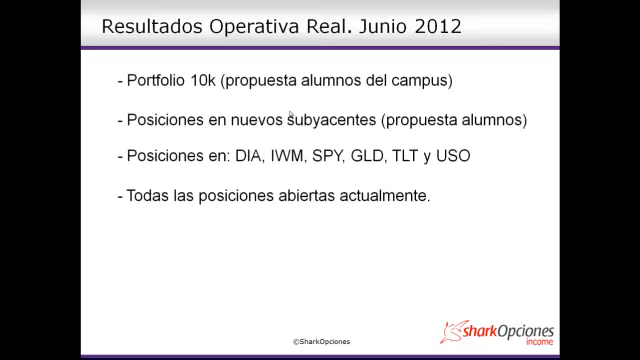 Resultados Operativa Real. Junio 2012
- Portfolio 10k (propuesta alumnos del campus)
- Posiciones en nuevos subyacentes (propuesta alumnos)
- Posiciones en: DIA, IWM, SPY, GLD, TLT y USO
- Todas las posiciones abiertas actualmente.
©SharkOpciones
sharkOpciones
income